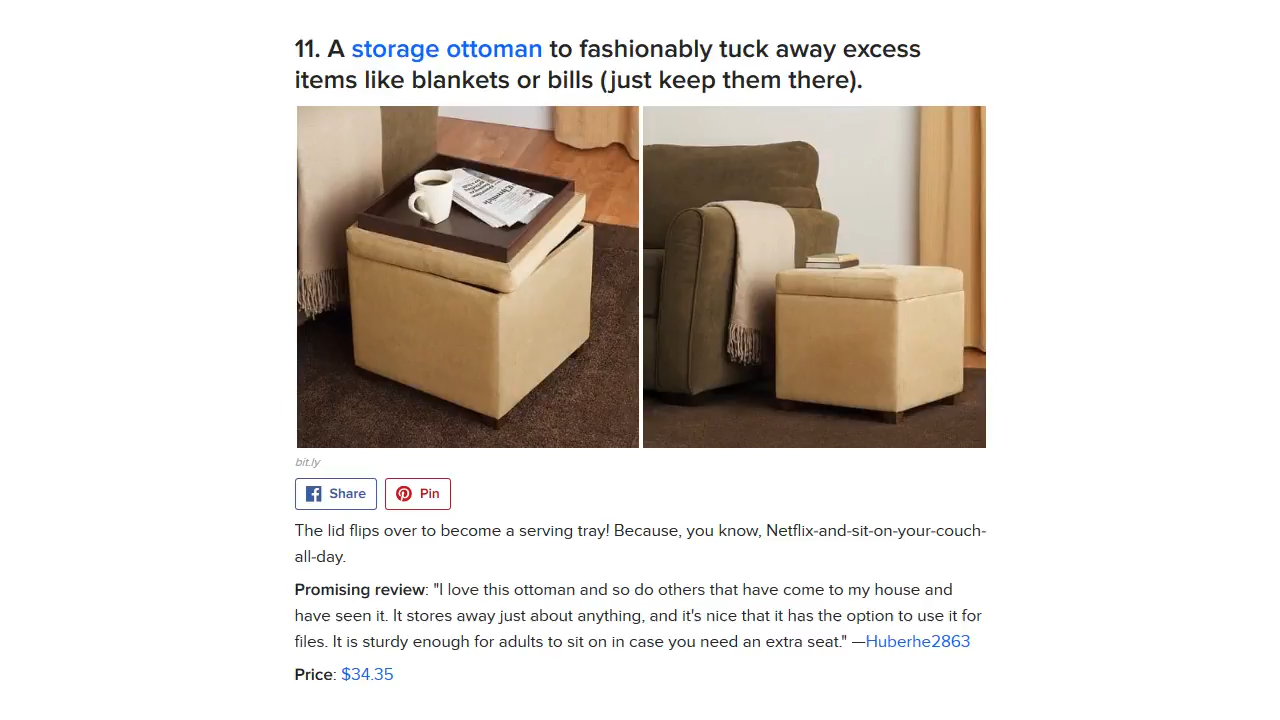 11. A storage ottoman to fashionably tuck away excess
items like blankets or bills (just keep them there).
bit.ly
Share
Pin
The lid flips over to become a serving tray! Because, you know, Netflix-and-sit-on-your-couch-
all-day.
Promising review: "I love this ottoman and so do others that have come to my house and
have seen it. It stores away just about anything, and it's nice that it has the option to use it for
files. It is sturdy enough for adults to sit on in case you need an extra seat." —Huberhe2863
Price: $34.35